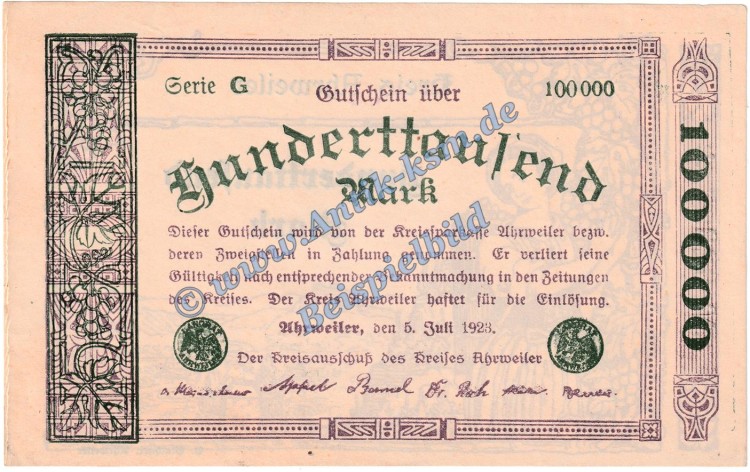 Serie G
Gutschein über
100000
Hunderttausend
Mark
Dieser Gutschein wird von der Kreissparkasse Ahrweiler bezw.
deren Zweigstellen in Zahlung genommen. Er verliert seine
Gültigkeit nach entsprechender Bekanntmachung in den Zeitungen
des Kreises. Der Kreis Ahrweiler haftet für die Einlösung.
Ahrweiler, den 5. Juli 1923.
Der Kreisausschuß des Kreises Ahrweiler
100000
© www.Antik-ksm.de
Beispielbild